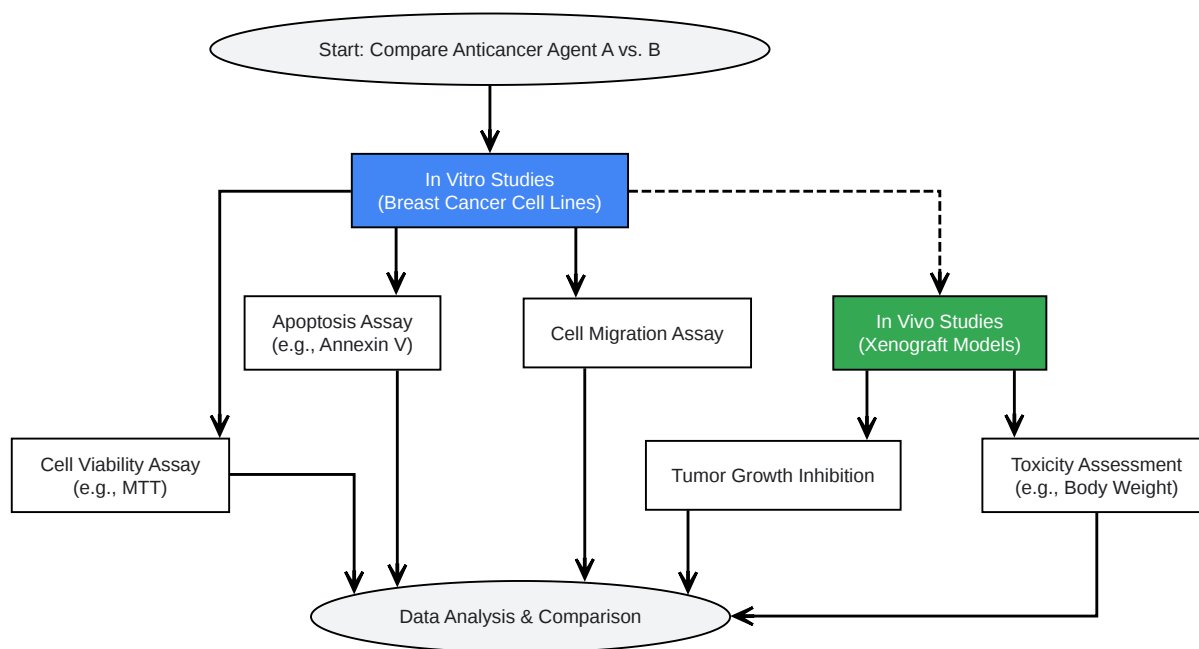 Start: Compare Anticancer Agent A vs. B
In Vitro Studies
(Breast Cancer Cell Lines)
Apoptosis Assay
(e.g., Annexin V)
Cell Migration Assay
In Vivo Studies
(Xenograft Models)
Cell Viability Assay
(e.g., MTT)
Tumor Growth Inhibition
Toxicity Assessment
(e.g., Body Weight)
Data Analysis & Comparison